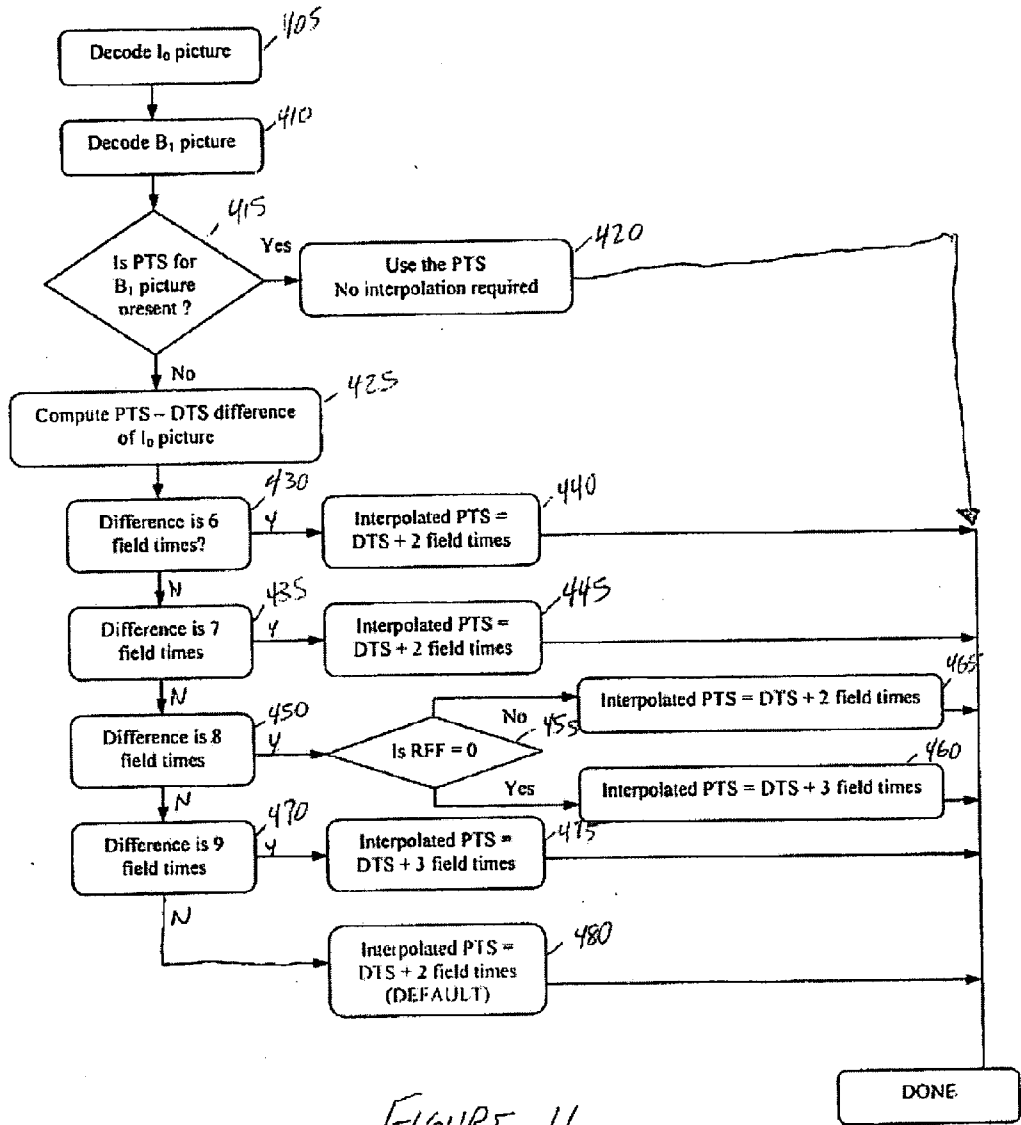 405
Decode I₀ picture
410
Decode B₁ picture
415
Is PTS for
B₁ picture
present ?
Yes
420
Use the PTS
No interpolation required
No
425
Compute PTS – DTS difference
of I₀ picture
430
Difference is 6
field times?
Y
440
Interpolated PTS =
DTS + 2 field times
N
435
Difference is 7
field times
Y
445
Interpolated PTS =
DTS + 2 field times
N
450
Difference is 8
field times
Y
455
Is RFF = 0
No
465
Interpolated PTS = DTS + 2 field times
Yes
460
Interpolated PTS = DTS + 3 field times
N
470
Difference is 9
field times
Y
475
Interpolated PTS =
DTS + 3 field times
N
480
Interpolated PTS =
DTS + 2 field times
(DEFAULT)
DONE